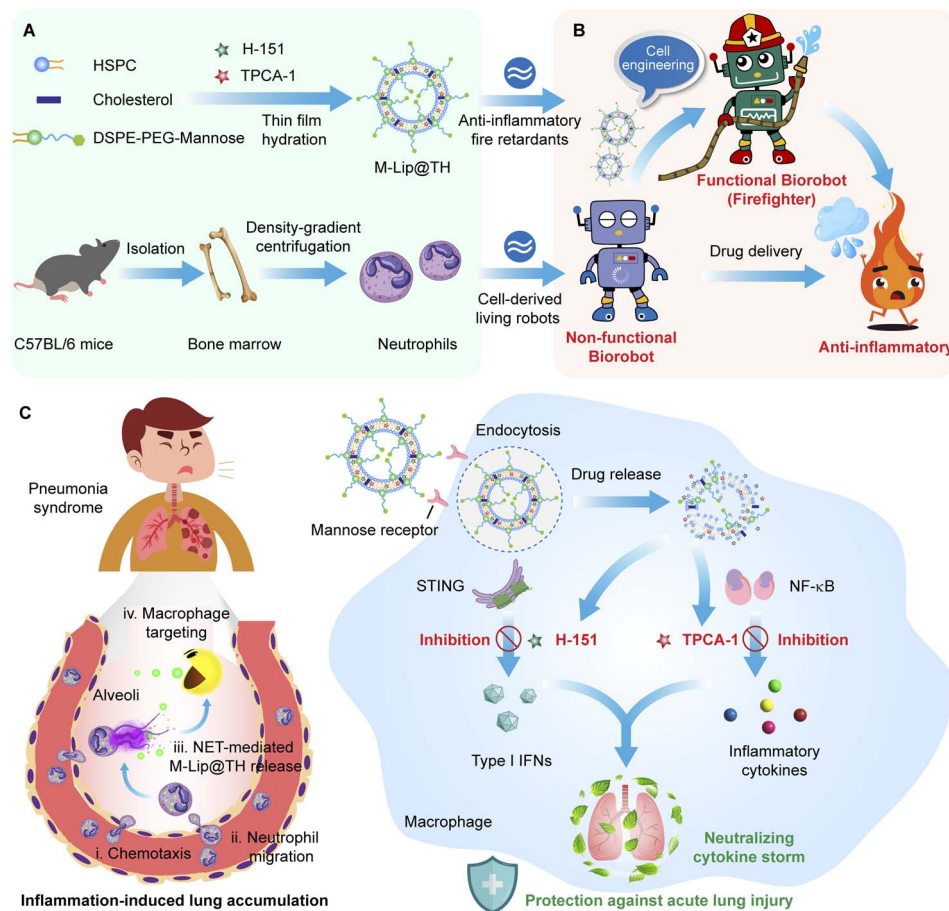 A
HSPC
Cholesterol
DSPE-PEG-Mannose
H-151
TPCA-1
Thin film
hydration
M-Lip@TH
Anti-inflammatory
fire retardants
C57BL/6 mice
Isolation
Bone marrow
Density-gradient
centrifugation
Neutrophils
Cell-derived
living robots
B
Cell
engineering
Functional Biorobot
(Firefighter)
Non-functional
Biorobot
Drug delivery
Anti-inflammatory
C
Pneumonia
syndrome
iv. Macrophage
targeting
Alveoli
iii. NET-mediated
M-Lip@TH release
i. Chemotaxis
ii. Neutrophil
migration
Inflammation-induced lung accumulation
Endocytosis
Mannose receptor
Drug release
STING
NF-κB
Inhibition
H-151
TPCA-1
Inhibition
Type I IFNs
Inflammatory
cytokines
Macrophage
Neutralizing
cytokine storm
Protection against acute lung injury